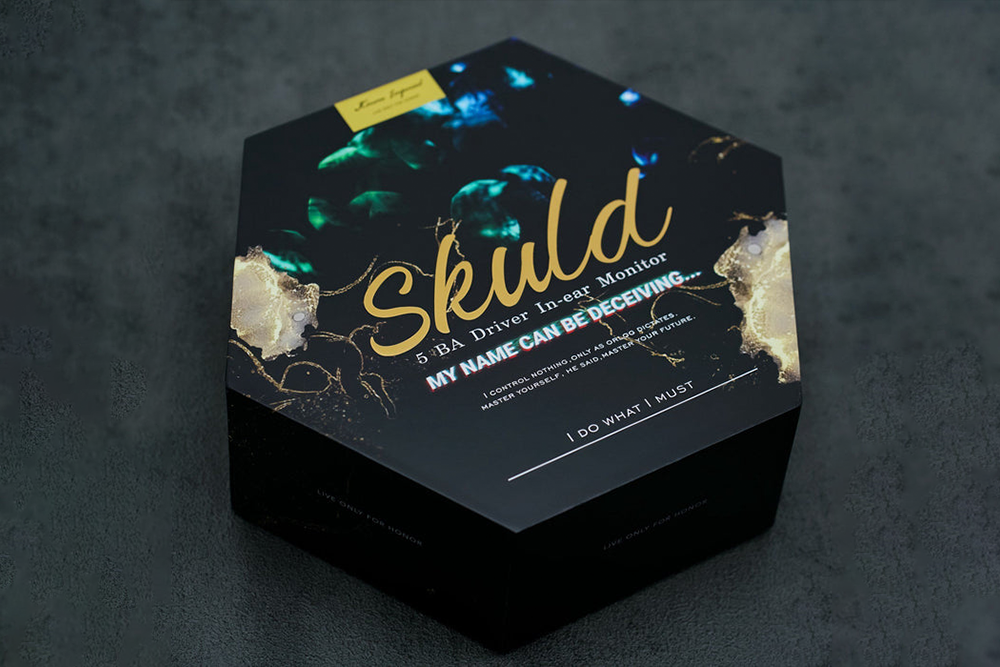 Skuld
5 BA Driver In-ear Monitor
MY NAME CAN BE DECEIVING...
I CONTROL NOTHING.ONLY AS ORLOG DICTATES.
MASTER YOURSELF, HE SAID.MASTER YOUR FUTURE.
I DO WHAT I MUST
LIVE ONLY FOR HONOR
LIVE ONLY FOR HONOR